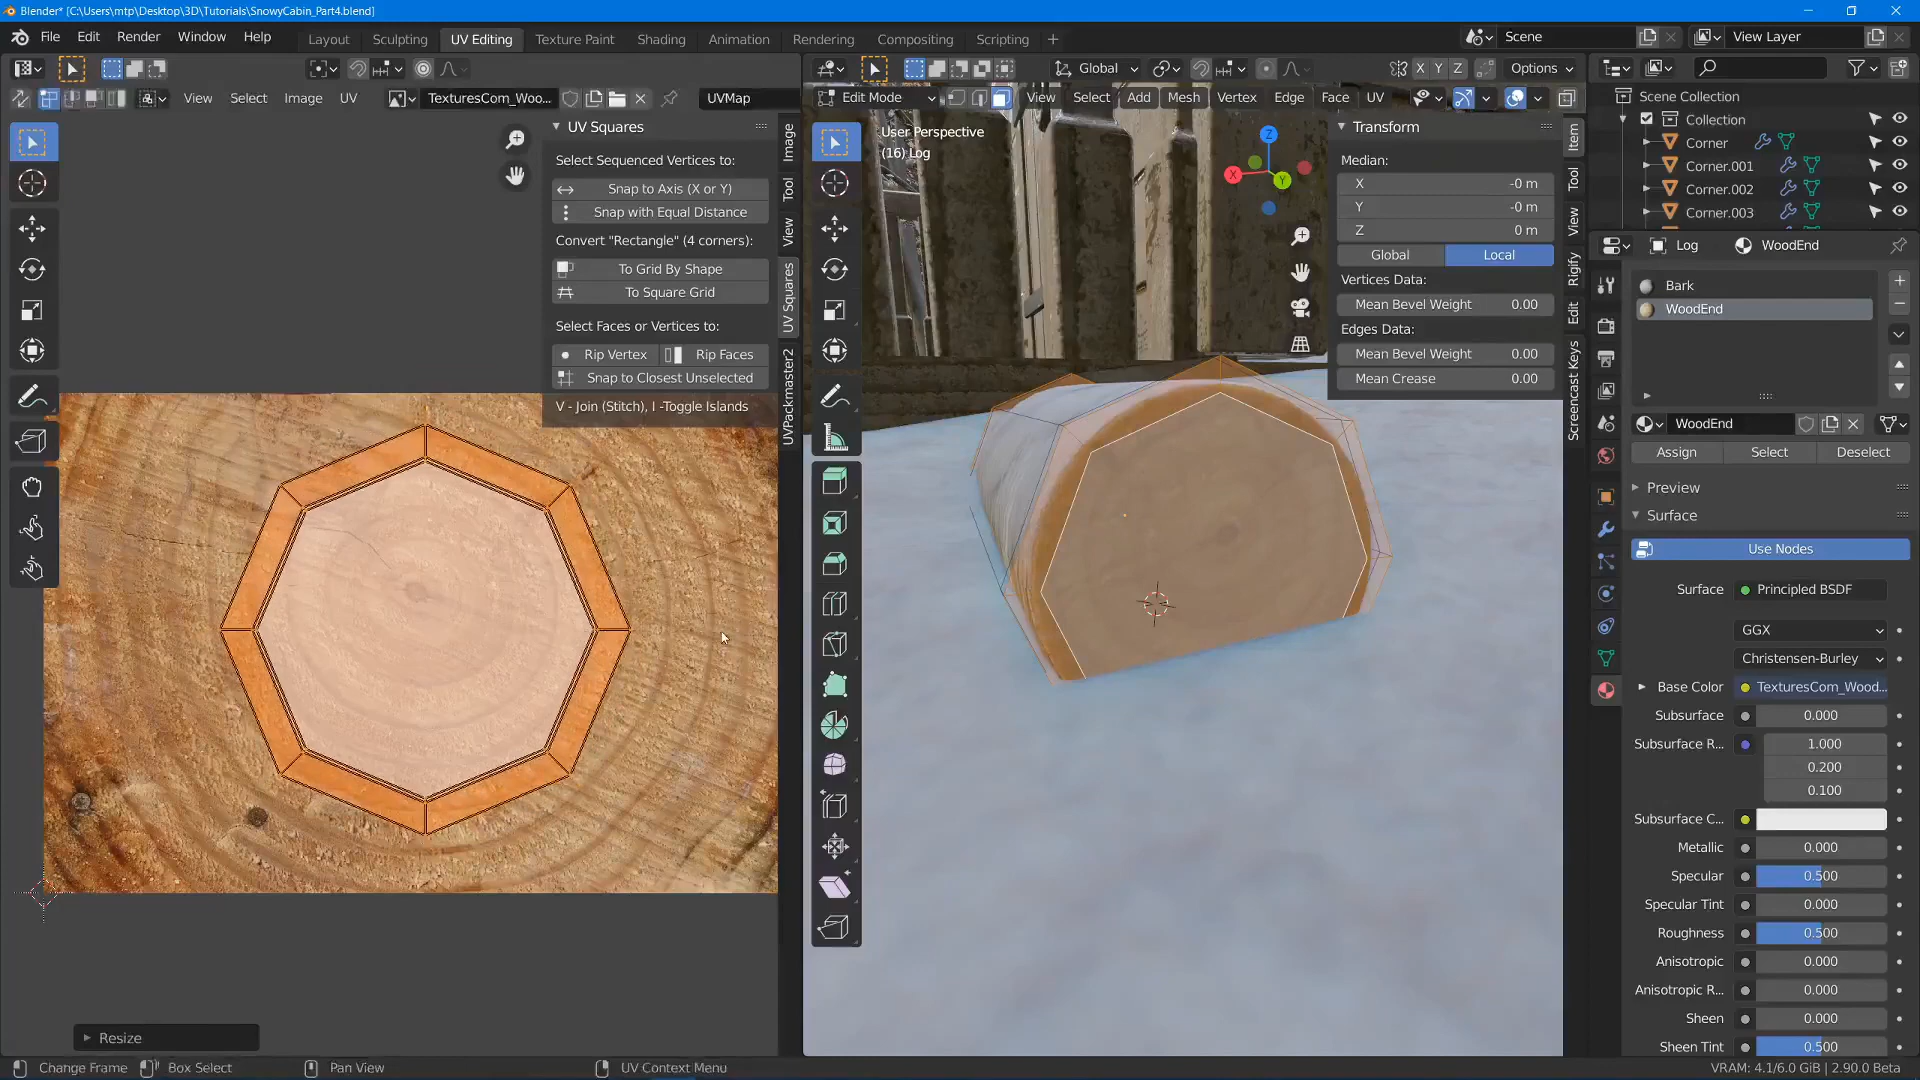 Blender* [C:\Users\mtp\Desktop\3D\Tutorials\SnowyCabin_Part4.blend]
File Edit Render Window Help Layout Sculpting UV Editing Texture Paint Shading Animation Rendering Compositing Scripting + Scene View Layer
Global Options
X Y Z
View Select Image UV TexturesCom_Woo... UVMap
Edit Mode View Select Add Mesh Vertex Edge Face UV
UV Squares
Select Sequenced Vertices to:
Snap to Axis (X or Y)
Snap with Equal Distance
Convert "Rectangle" (4 corners):
To Grid By Shape
To Square Grid
Select Faces or Vertices to:
Rip Vertex Rip Faces
Snap to Closest Unselected
V - Join (Stitch), I -Toggle Islands
Image
Tool
View
UV Squares
UVPackmaster2
Resize
User Perspective
(16) Log
Z
X
Y
Transform
Median:
X -0 m
Y -0 m
Z 0 m
Global Local
Vertices Data:
Mean Bevel Weight 0.00
Edges Data:
Mean Bevel Weight 0.00
Mean Crease 0.00
Item
Tool
View
Rigify
Edit
Screencast Keys
Scene Collection
Collection
Corner
Corner.001
Corner.002
Corner.003
Log WoodEnd
Bark
WoodEnd
WoodEnd
Assign Select Deselect
Preview
Surface
Use Nodes
Surface Principled BSDF
GGX
Christensen-Burley
Base Color TexturesCom_Wood...
Subsurface 0.000
Subsurface R... 1.000
0.200
0.100
Subsurface C...
Metallic 0.000
Specular 0.500
Specular Tint 0.000
Roughness 0.500
Anisotropic 0.000
Anisotropic R... 0.000
Sheen 0.000
Sheen Tint 0.500
Change Frame Box Select Pan View UV Context Menu VRAM: 4.1/6.0 GiB | 2.90.0 Beta